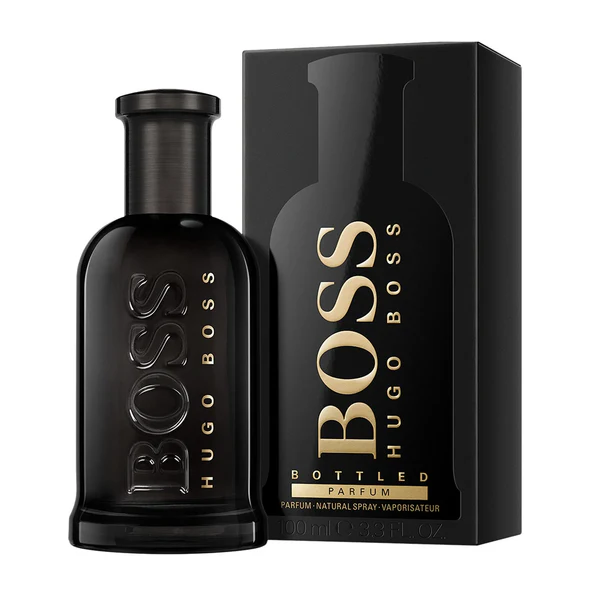 BOSS
HUGO BOSS
BOSS
HUGO BOSS
BOTTLED
PARFUM
PARFUM·NATURAL SPRAY·VAPORISATEUR
100 ml ℮ 3.3 FL. OZ.